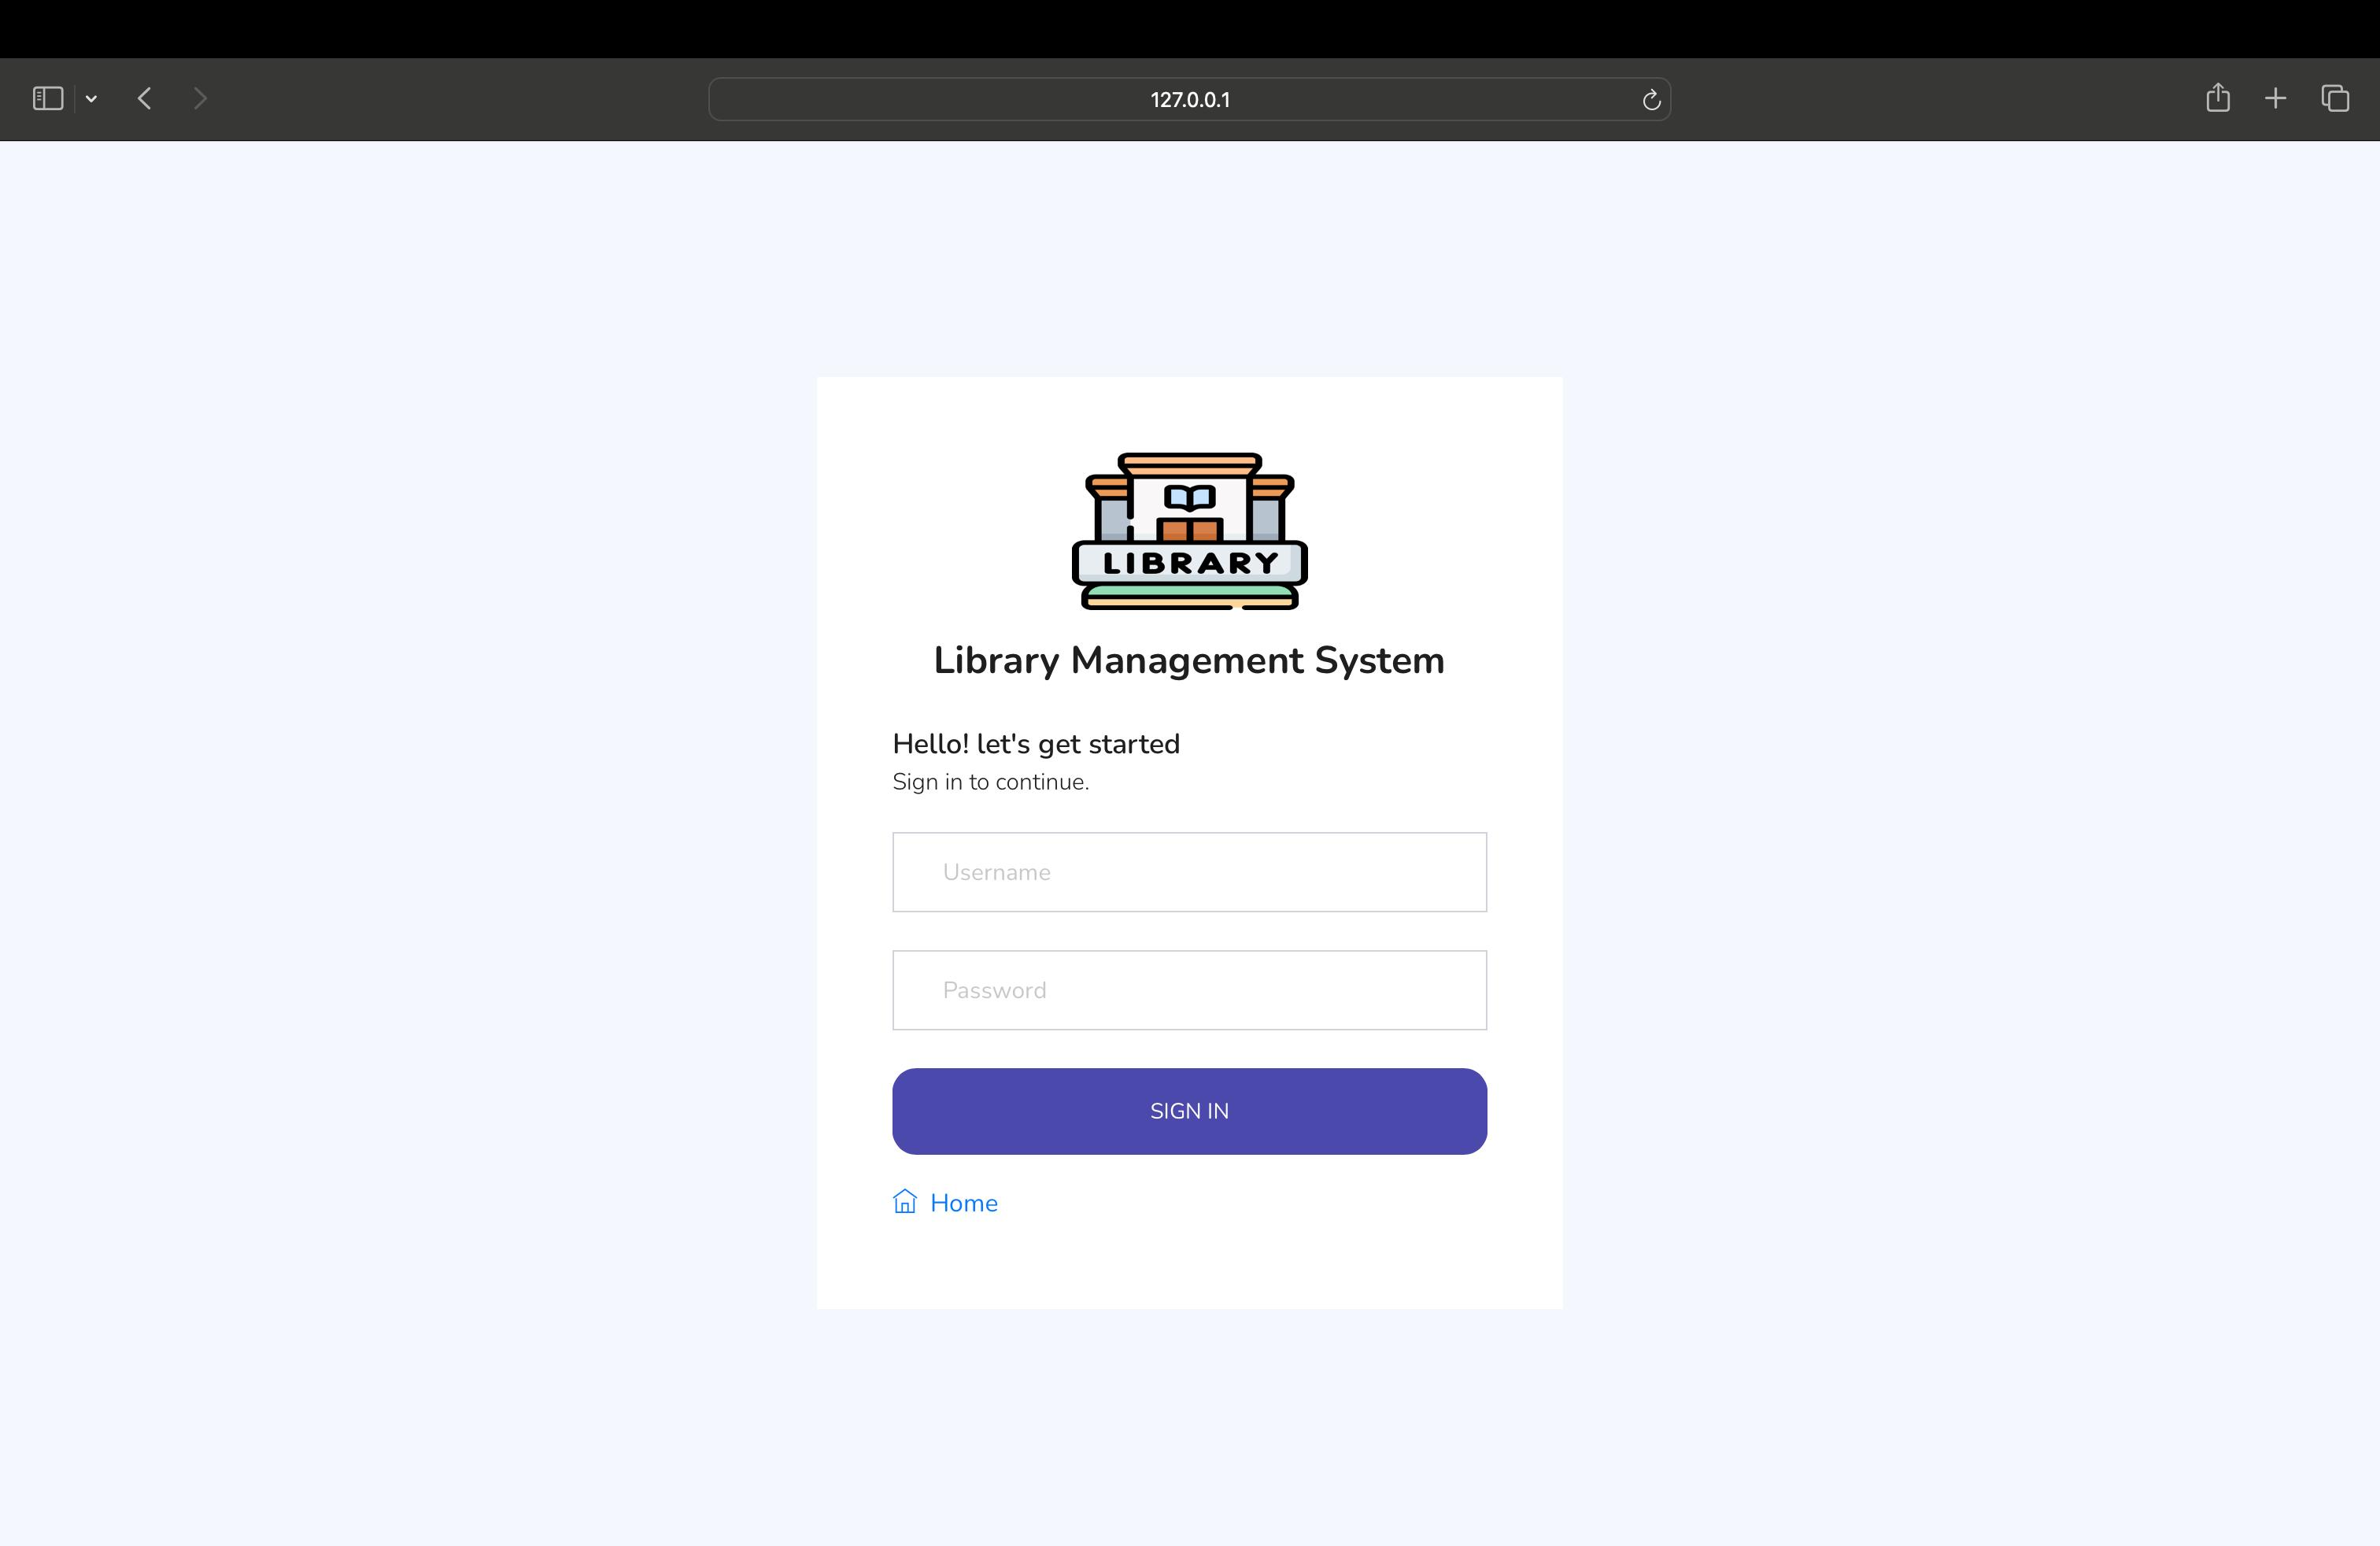 127.0.0.1
LIBRARY
Library Management System
Hello! let's get started
Sign in to continue.
Username
Password
SIGN IN
Home